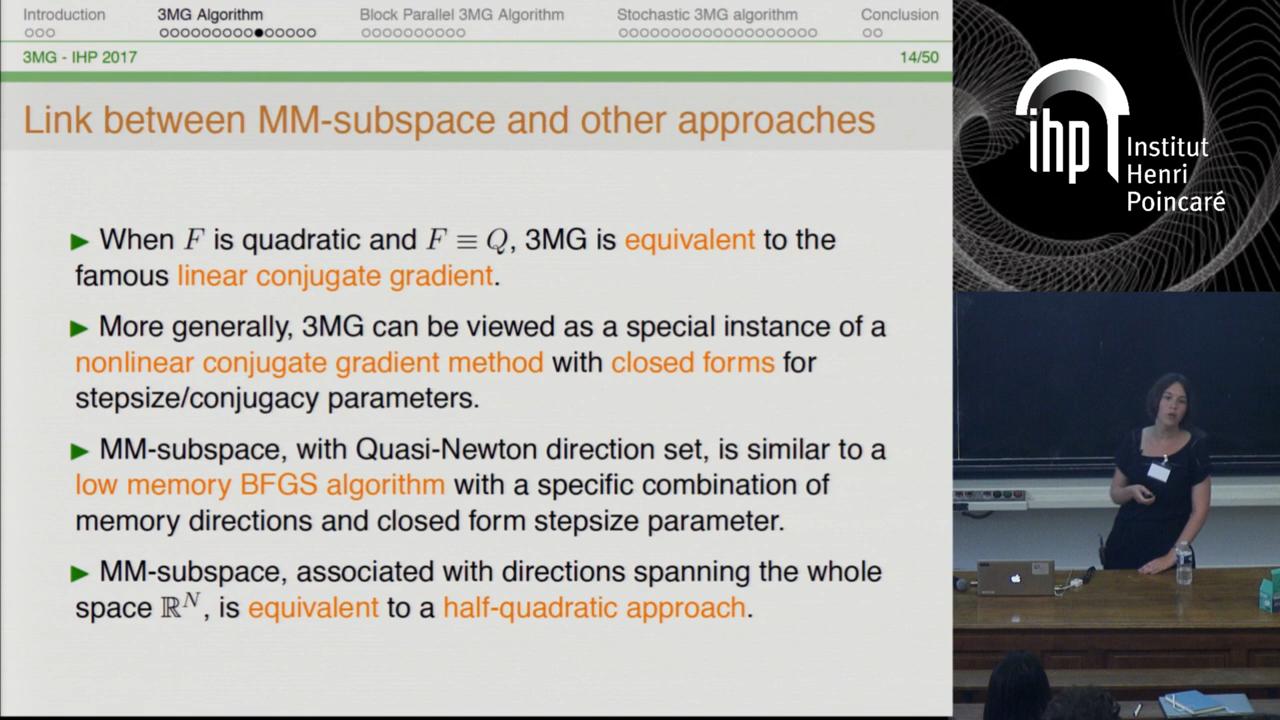 Introduction 3MG Algorithm Block Parallel 3MG Algorithm Stochastic 3MG algorithm Conclusion
3MG - IHP 2017 14/50
Link between MM-subspace and other approaches
▶ When F is quadratic and F ≡ Q, 3MG is equivalent to the
famous linear conjugate gradient.
▶ More generally, 3MG can be viewed as a special instance of a
nonlinear conjugate gradient method with closed forms for
stepsize/conjugacy parameters.
▶ MM-subspace, with Quasi-Newton direction set, is similar to a
low memory BFGS algorithm with a specific combination of
memory directions and closed form stepsize parameter.
▶ MM-subspace, associated with directions spanning the whole
space ℝ^N, is equivalent to a half-quadratic approach.
ihp
Institut
Henri
Poincaré